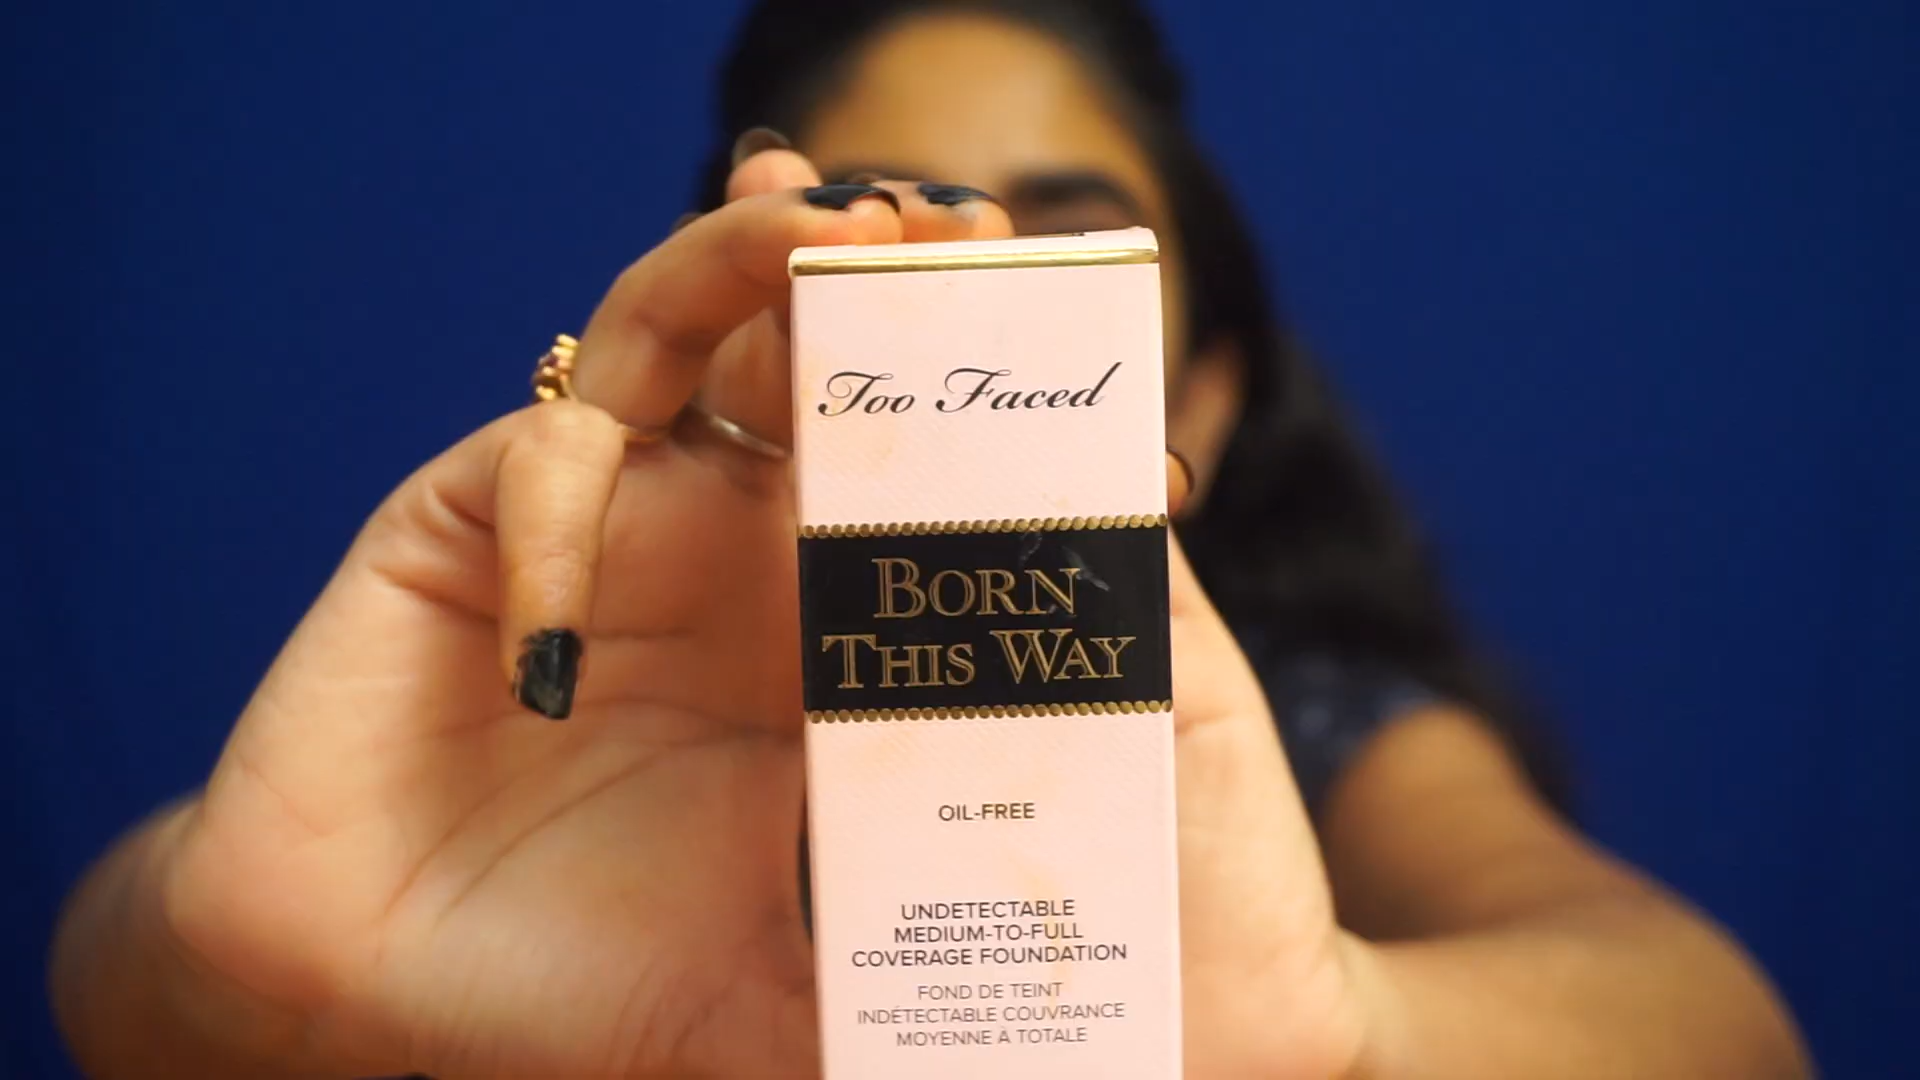 Too Faced
BORN
THIS WAY
OIL-FREE
UNDETECTABLE
MEDIUM-TO-FULL
COVERAGE FOUNDATION
FOND DE TEINT
INDÉTECTABLE COUVRANCE
MOYENNE À TOTALE